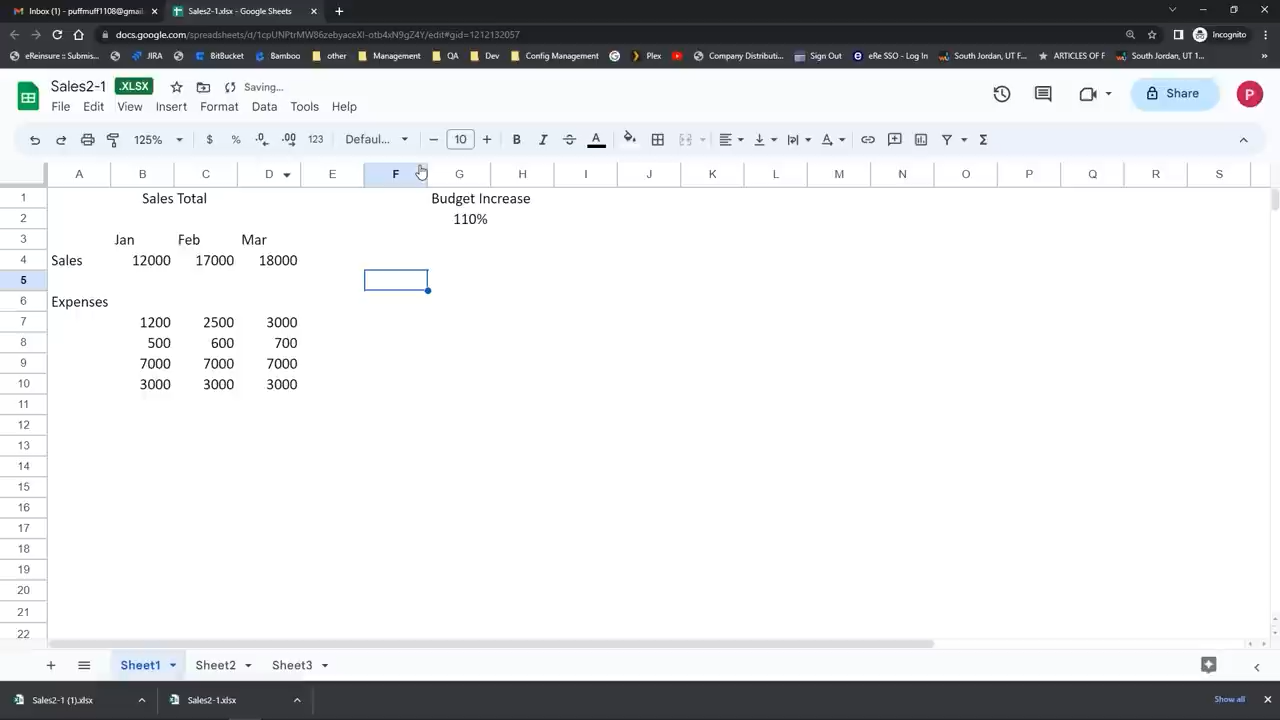 Inbox (1) - puffmuff1108@gmail
Sales2-1.xlsx - Google Sheets
docs.google.com/spreadsheets/d/1cpUNPtrMW86zebyaceXI-otb4xN9gZ4Y/edit#gid=1212132057
Incognito
eReinsure :: Submiss... JIRA BitBucket Bamboo other Management QA Dev Config Management Plex Company Distributi... Sign Out eRe SSO - Log In South Jordan, UT F... ARTICLES OF F South Jordan, UT 1...
Sales2-1 .XLSX Saving...
File Edit View Insert Format Data Tools Help
Share P
125% $ % .0 .00 123 Defaul... 10 B I S A Σ
A B C D E F G H I J K L M N O P Q R S
1 Sales Total Budget Increase
2 110%
3 Jan Feb Mar
4 Sales 12000 17000 18000
5
6 Expenses
7 1200 2500 3000
8 500 600 700
9 7000 7000 7000
10 3000 3000 3000
11
12
13
14
15
16
17
18
19
20
21
22
Sheet1 Sheet2 Sheet3
Sales2-1 (1).xlsx Sales2-1.xlsx Show all